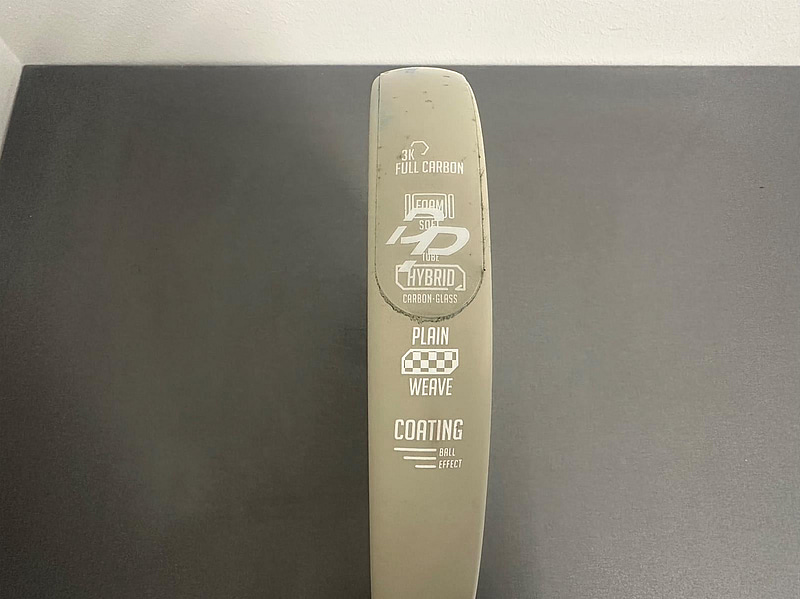 3K
FULL CARBON
FOAM
SOFT
TUBE
HYBRID
CARBON-GLASS
PLAIN
WEAVE
COATING
BALL
EFFECT